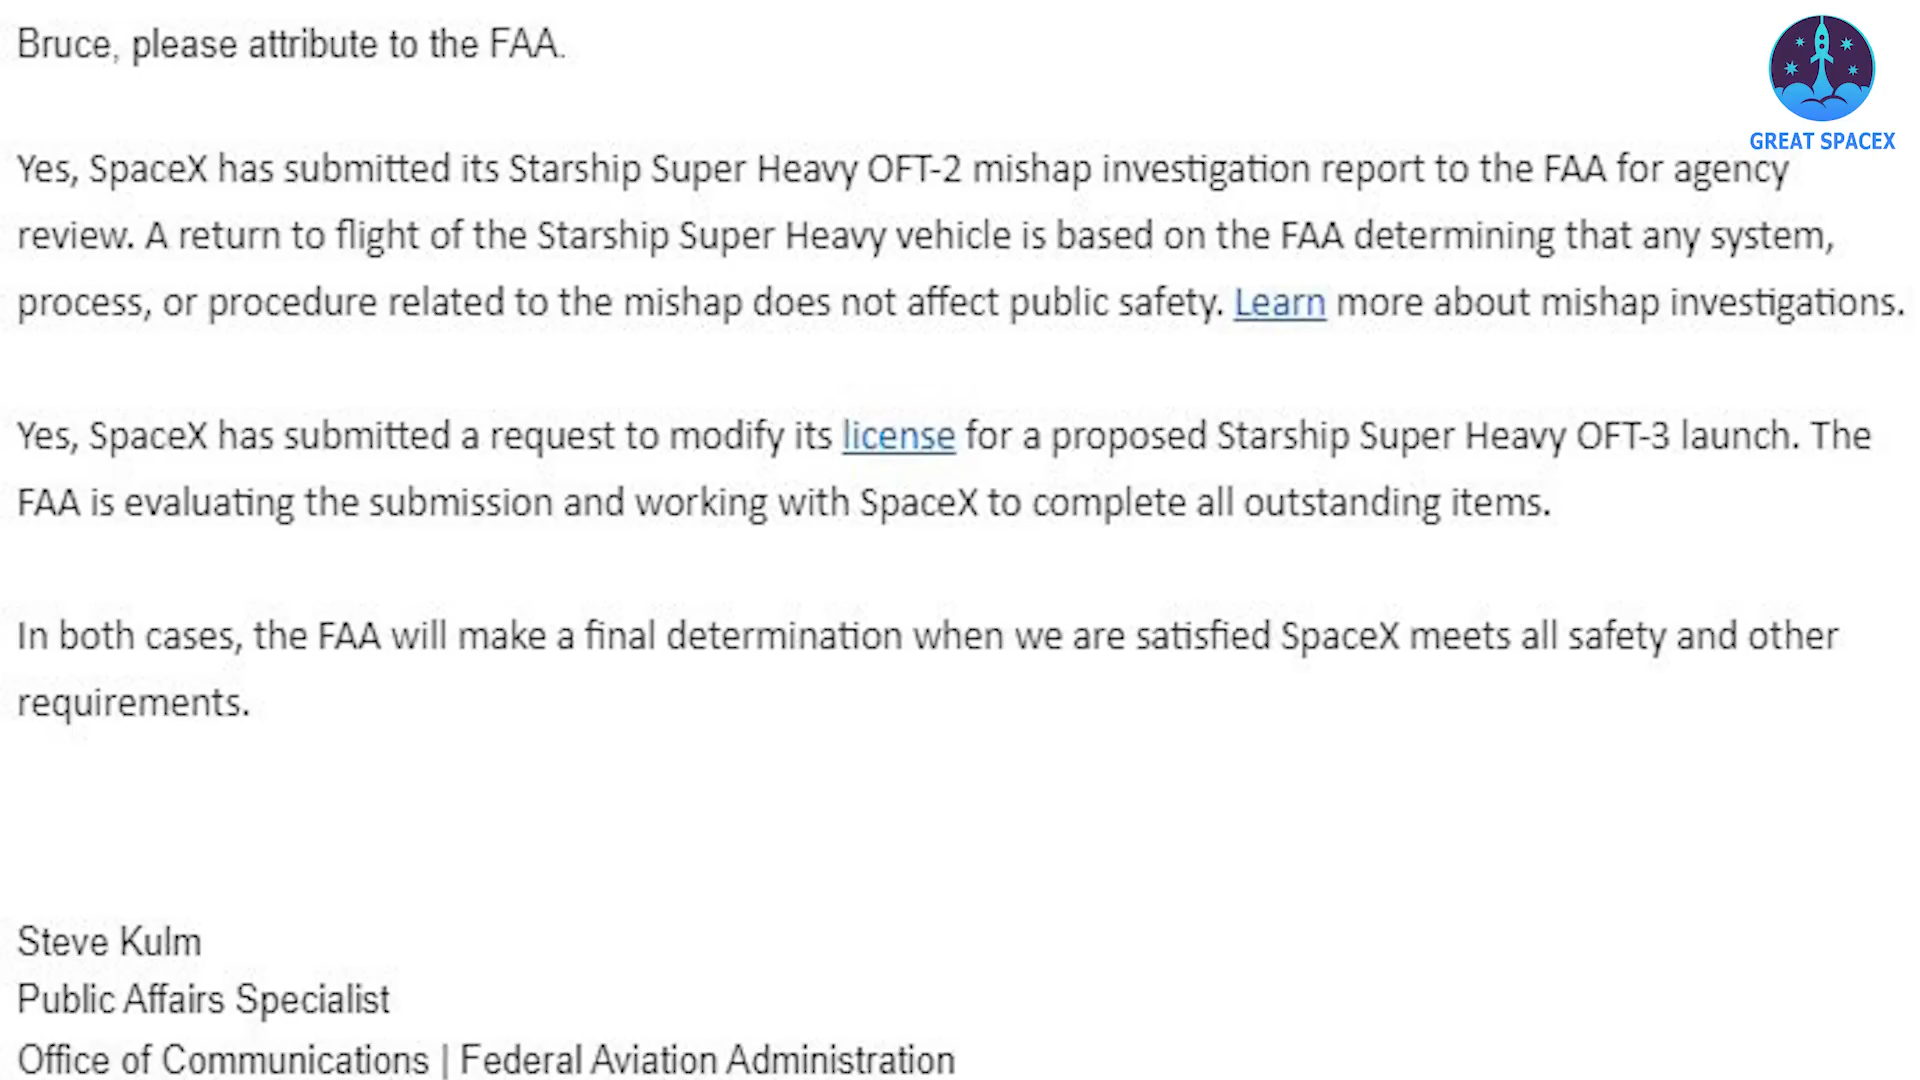 Bruce, please attribute to the FAA.
GREAT SPACEX
Yes, SpaceX has submitted its Starship Super Heavy OFT-2 mishap investigation report to the FAA for agency
review. A return to flight of the Starship Super Heavy vehicle is based on the FAA determining that any system,
process, or procedure related to the mishap does not affect public safety. Learn more about mishap investigations.
Yes, SpaceX has submitted a request to modify its license for a proposed Starship Super Heavy OFT-3 launch. The
FAA is evaluating the submission and working with SpaceX to complete all outstanding items.
In both cases, the FAA will make a final determination when we are satisfied SpaceX meets all safety and other
requirements.
Steve Kulm
Public Affairs Specialist
Office of Communications | Federal Aviation Administration